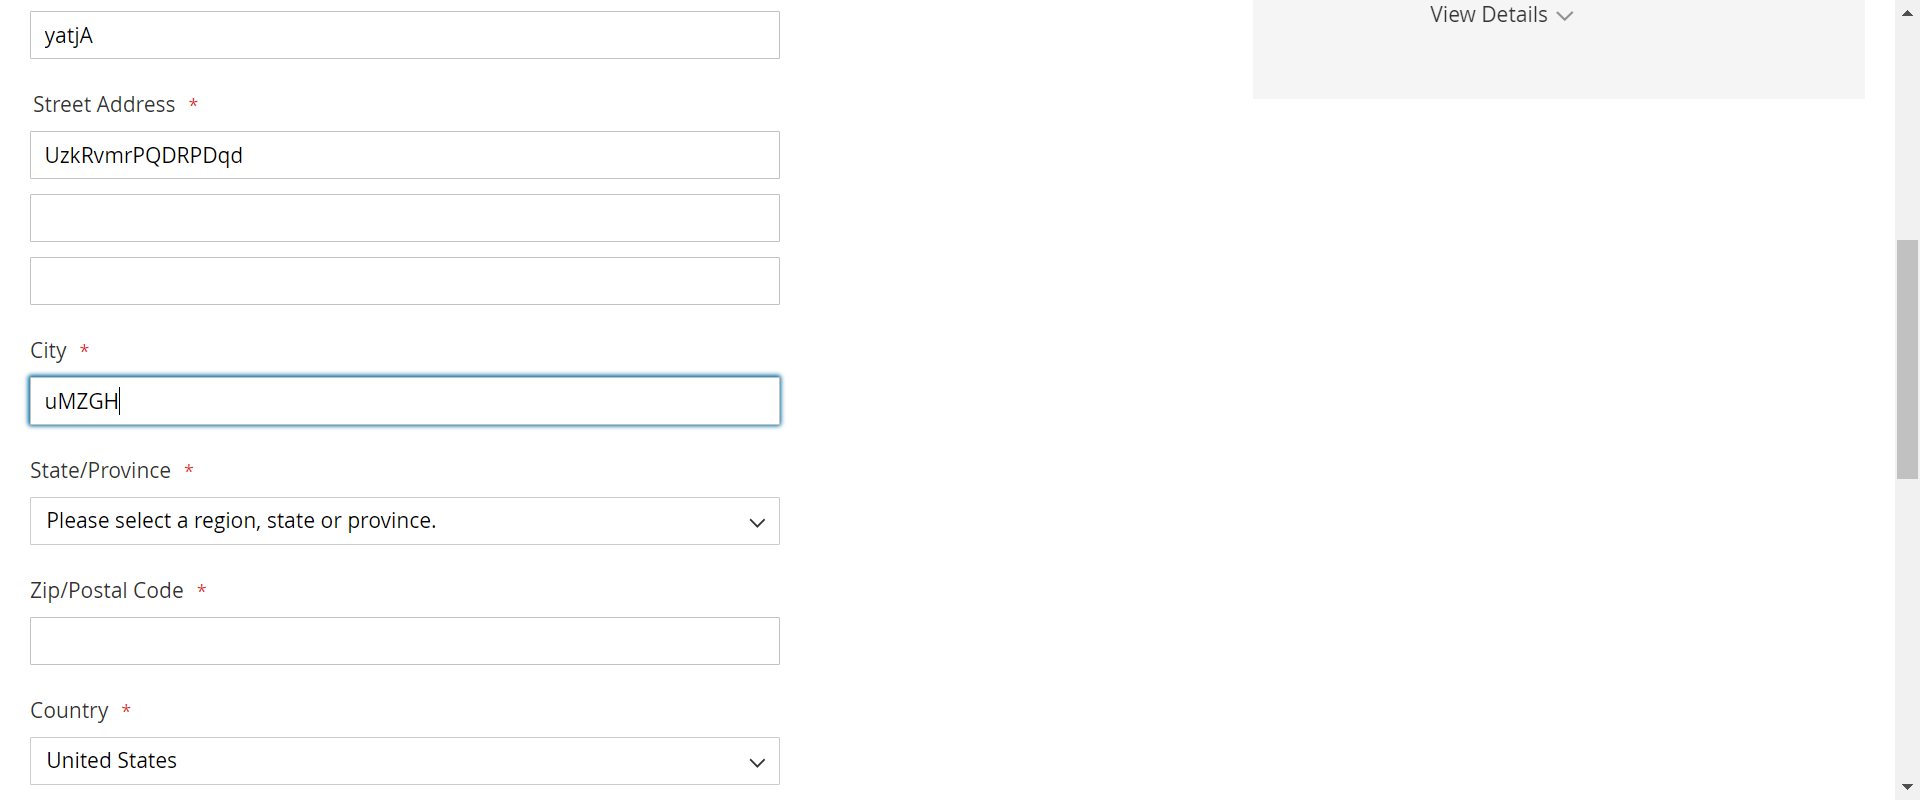 yatjA
View Details
Street Address *
UzkRvmrPQDRPDqd
City *
uMZGH
State/Province *
Please select a region, state or province.
Zip/Postal Code *
Country *
United States